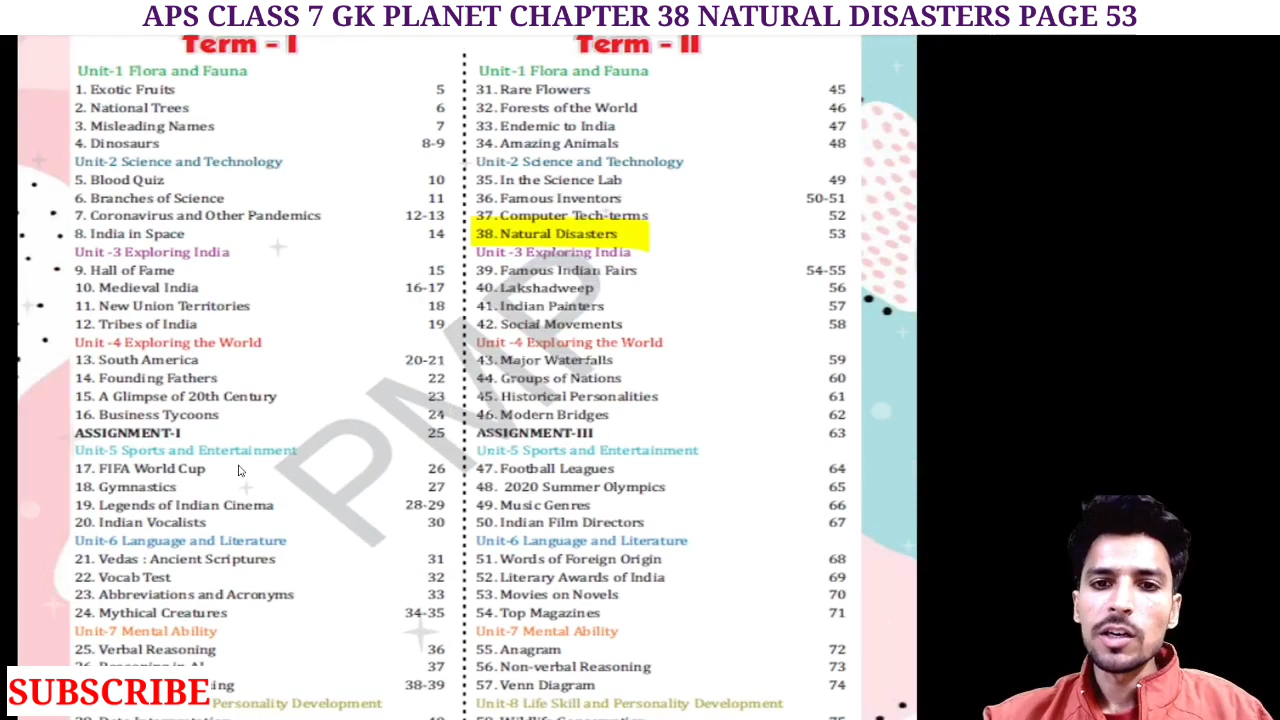 APS CLASS 7 GK PLANET CHAPTER 38 NATURAL DISASTERS PAGE 53
Term - I
Unit-1 Flora and Fauna
1. Exotic Fruits 5
2. National Trees 6
3. Misleading Names 7
4. Dinosaurs 8-9
Unit-2 Science and Technology
5. Blood Quiz 10
6. Branches of Science 11
7. Coronavirus and Other Pandemics 12-13
8. India in Space 14
Unit -3 Exploring India
9. Hall of Fame 15
10. Medieval India 16-17
11. New Union Territories 18
12. Tribes of India 19
Unit -4 Exploring the World
13. South America 20-21
14. Founding Fathers 22
15. A Glimpse of 20th Century 23
16. Business Tycoons 24
ASSIGNMENT-I 25
Unit-5 Sports and Entertainment
17. FIFA World Cup 26
18. Gymnastics 27
19. Legends of Indian Cinema 28-29
20. Indian Vocalists 30
Unit-6 Language and Literature
21. Vedas : Ancient Scriptures 31
22. Vocab Test 32
23. Abbreviations and Acronyms 33
24. Mythical Creatures 34-35
Unit-7 Mental Ability
25. Verbal Reasoning 36
37
38-39
Personality Development
Term - II
Unit-1 Flora and Fauna
31. Rare Flowers 45
32. Forests of the World 46
33. Endemic to India 47
34. Amazing Animals 48
Unit-2 Science and Technology
35. In the Science Lab 49
36. Famous Inventors 50-51
37. Computer Tech-terms 52
38. Natural Disasters 53
Unit -3 Exploring India
39. Famous Indian Fairs 54-55
40. Lakshadweep 56
41. Indian Painters 57
42. Social Movements 58
Unit -4 Exploring the World
43. Major Waterfalls 59
44. Groups of Nations 60
45. Historical Personalities 61
46. Modern Bridges 62
ASSIGNMENT-III 63
Unit-5 Sports and Entertainment
47. Football Leagues 64
48. 2020 Summer Olympics 65
49. Music Genres 66
50. Indian Film Directors 67
Unit-6 Language and Literature
51. Words of Foreign Origin 68
52. Literary Awards of India 69
53. Movies on Novels 70
54. Top Magazines 71
Unit-7 Mental Ability
55. Anagram 72
56. Non-verbal Reasoning 73
57. Venn Diagram 74
Unit-8 Life Skill and Personality Development
PMP
SUBSCRIBE